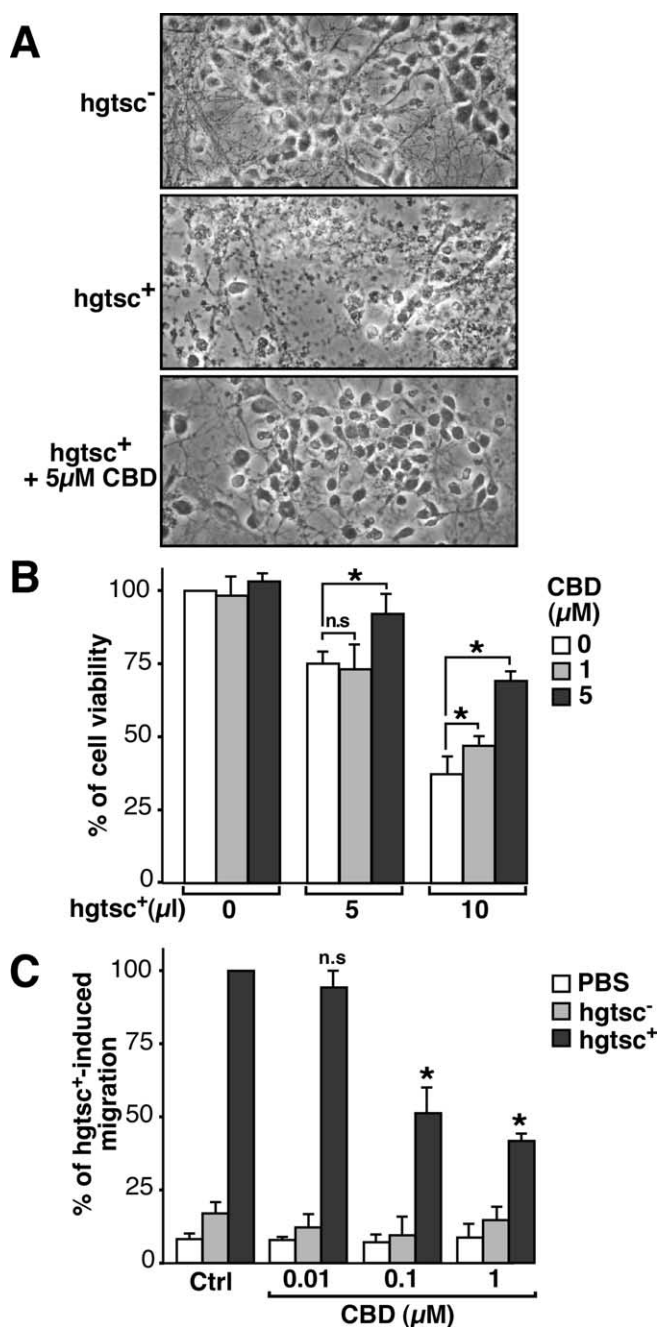 A
hgtsc⁻
hgtsc⁺
hgtsc⁺
+ 5µM CBD
B
% of cell viability
100
75
50
25
0
*
n.s
*
*
CBD
(µM)
0
1
5
hgtsc⁺(µl)
0
5
10
C
% of hgtsc⁺-induced
migration
100
75
50
25
0
n.s
*
*
PBS
hgtsc⁻
hgtsc⁺
Ctrl
0.01
0.1
1
CBD (µM)